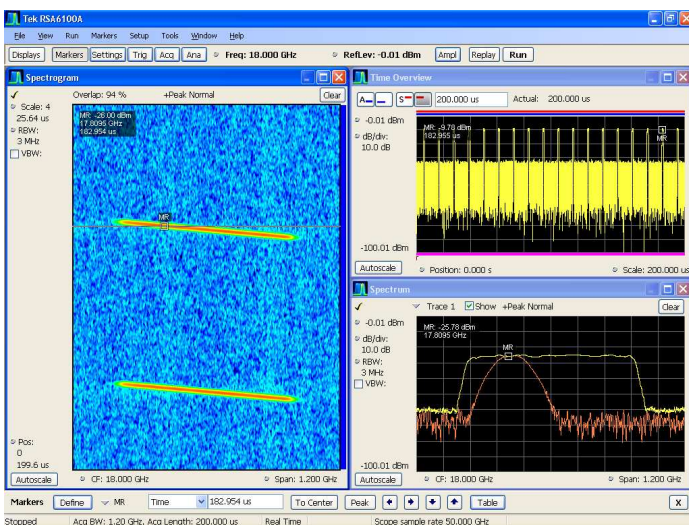 Tek RSA6100A
File View Run Markers Setup Tools Window Help
Displays Markers Settings Trig Acq Ana Freq: 18.000 GHz RefLev: -0.01 dBm Ampl Replay Run
Spectrogram
Overlap: 94 % +Peak Normal Clear
Scale: 4
25.64 us
RBW:
3 MHz
VBW:
MR: -26.00 dBm
17.8095 GHz
182.954 us
MR
Pos:
0
199.6 us
Autoscale CF: 18.000 GHz Span: 1.200 GHz
Time Overview
A S 200.000 us Actual: 200.000 us
-0.01 dBm
dB/div:
10.0 dB
MR: -9.78 dBm
182.955 us
MR
-100.01 dBm
Autoscale Position: 0.000 s Scale: 200.000 us
Spectrum
Trace 1 Show +Peak Normal Clear
-0.01 dBm
dB/div:
10.0 dB
RBW:
3 MHz
VBW:
MR: -25.78 dBm
17.8095 GHz
MR
-100.01 dBm
Autoscale CF: 18.000 GHz Span: 1.200 GHz
Markers Define MR Time 182.954 us To Center Peak Table X
Stopped Acq BW: 1.20 GHz, Acq Length: 200.000 us Real Time Scope sample rate 50.000 GHz